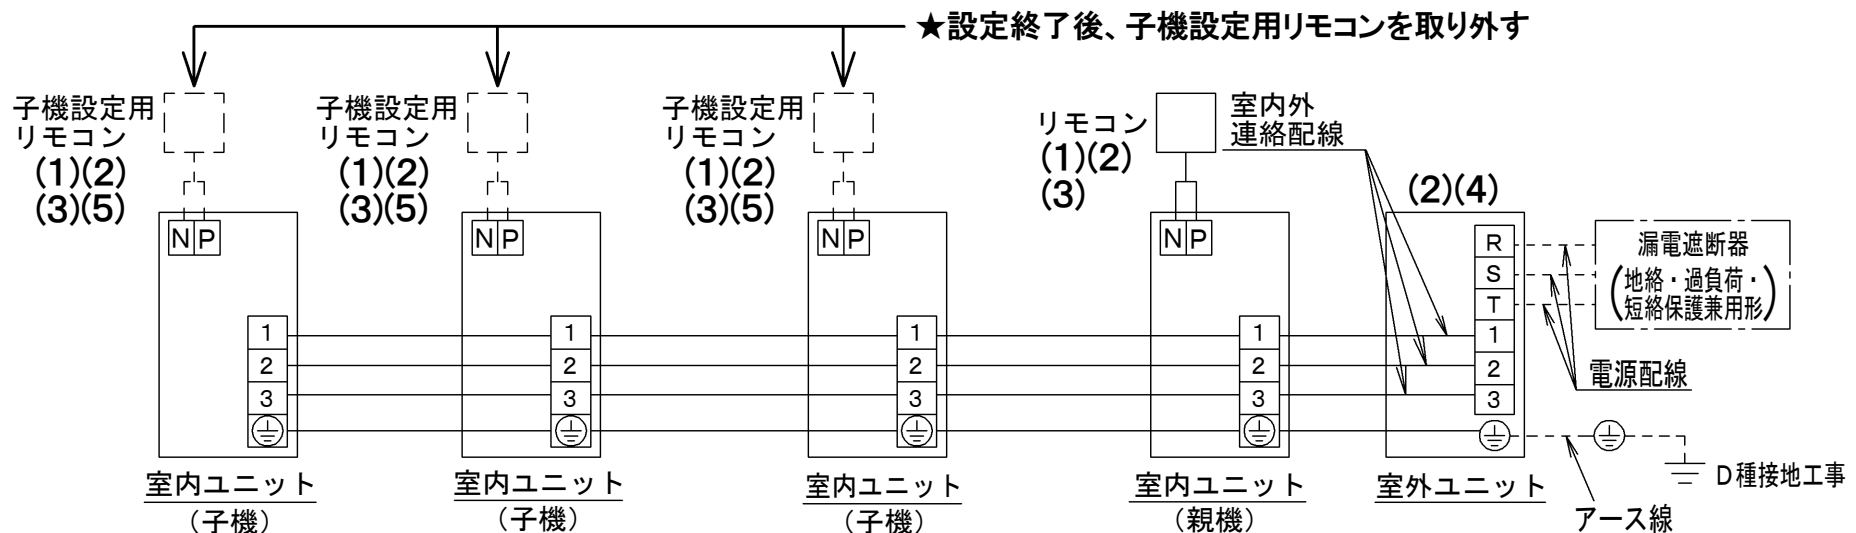 ★設定終了後、子機設定用リモコンを取り外す
子機設定用
リモコン
(1)(2)
(3)(5)
子機設定用
リモコン
(1)(2)
(3)(5)
子機設定用
リモコン
(1)(2)
(3)(5)
リモコン
(1)(2)
(3)
室内外
連絡配線
(2)(4)
N P
N P
N P
N P
R
S
T
1
2
3
漏電遮断器
(地絡・過負荷・
短絡保護兼用形)
1
2
3
1
2
3
1
2
3
1
2
3
電源配線
D種接地工事
アース線
室内ユニット
(子機)
室内ユニット
(子機)
室内ユニット
(子機)
室内ユニット
(親機)
室外ユニット